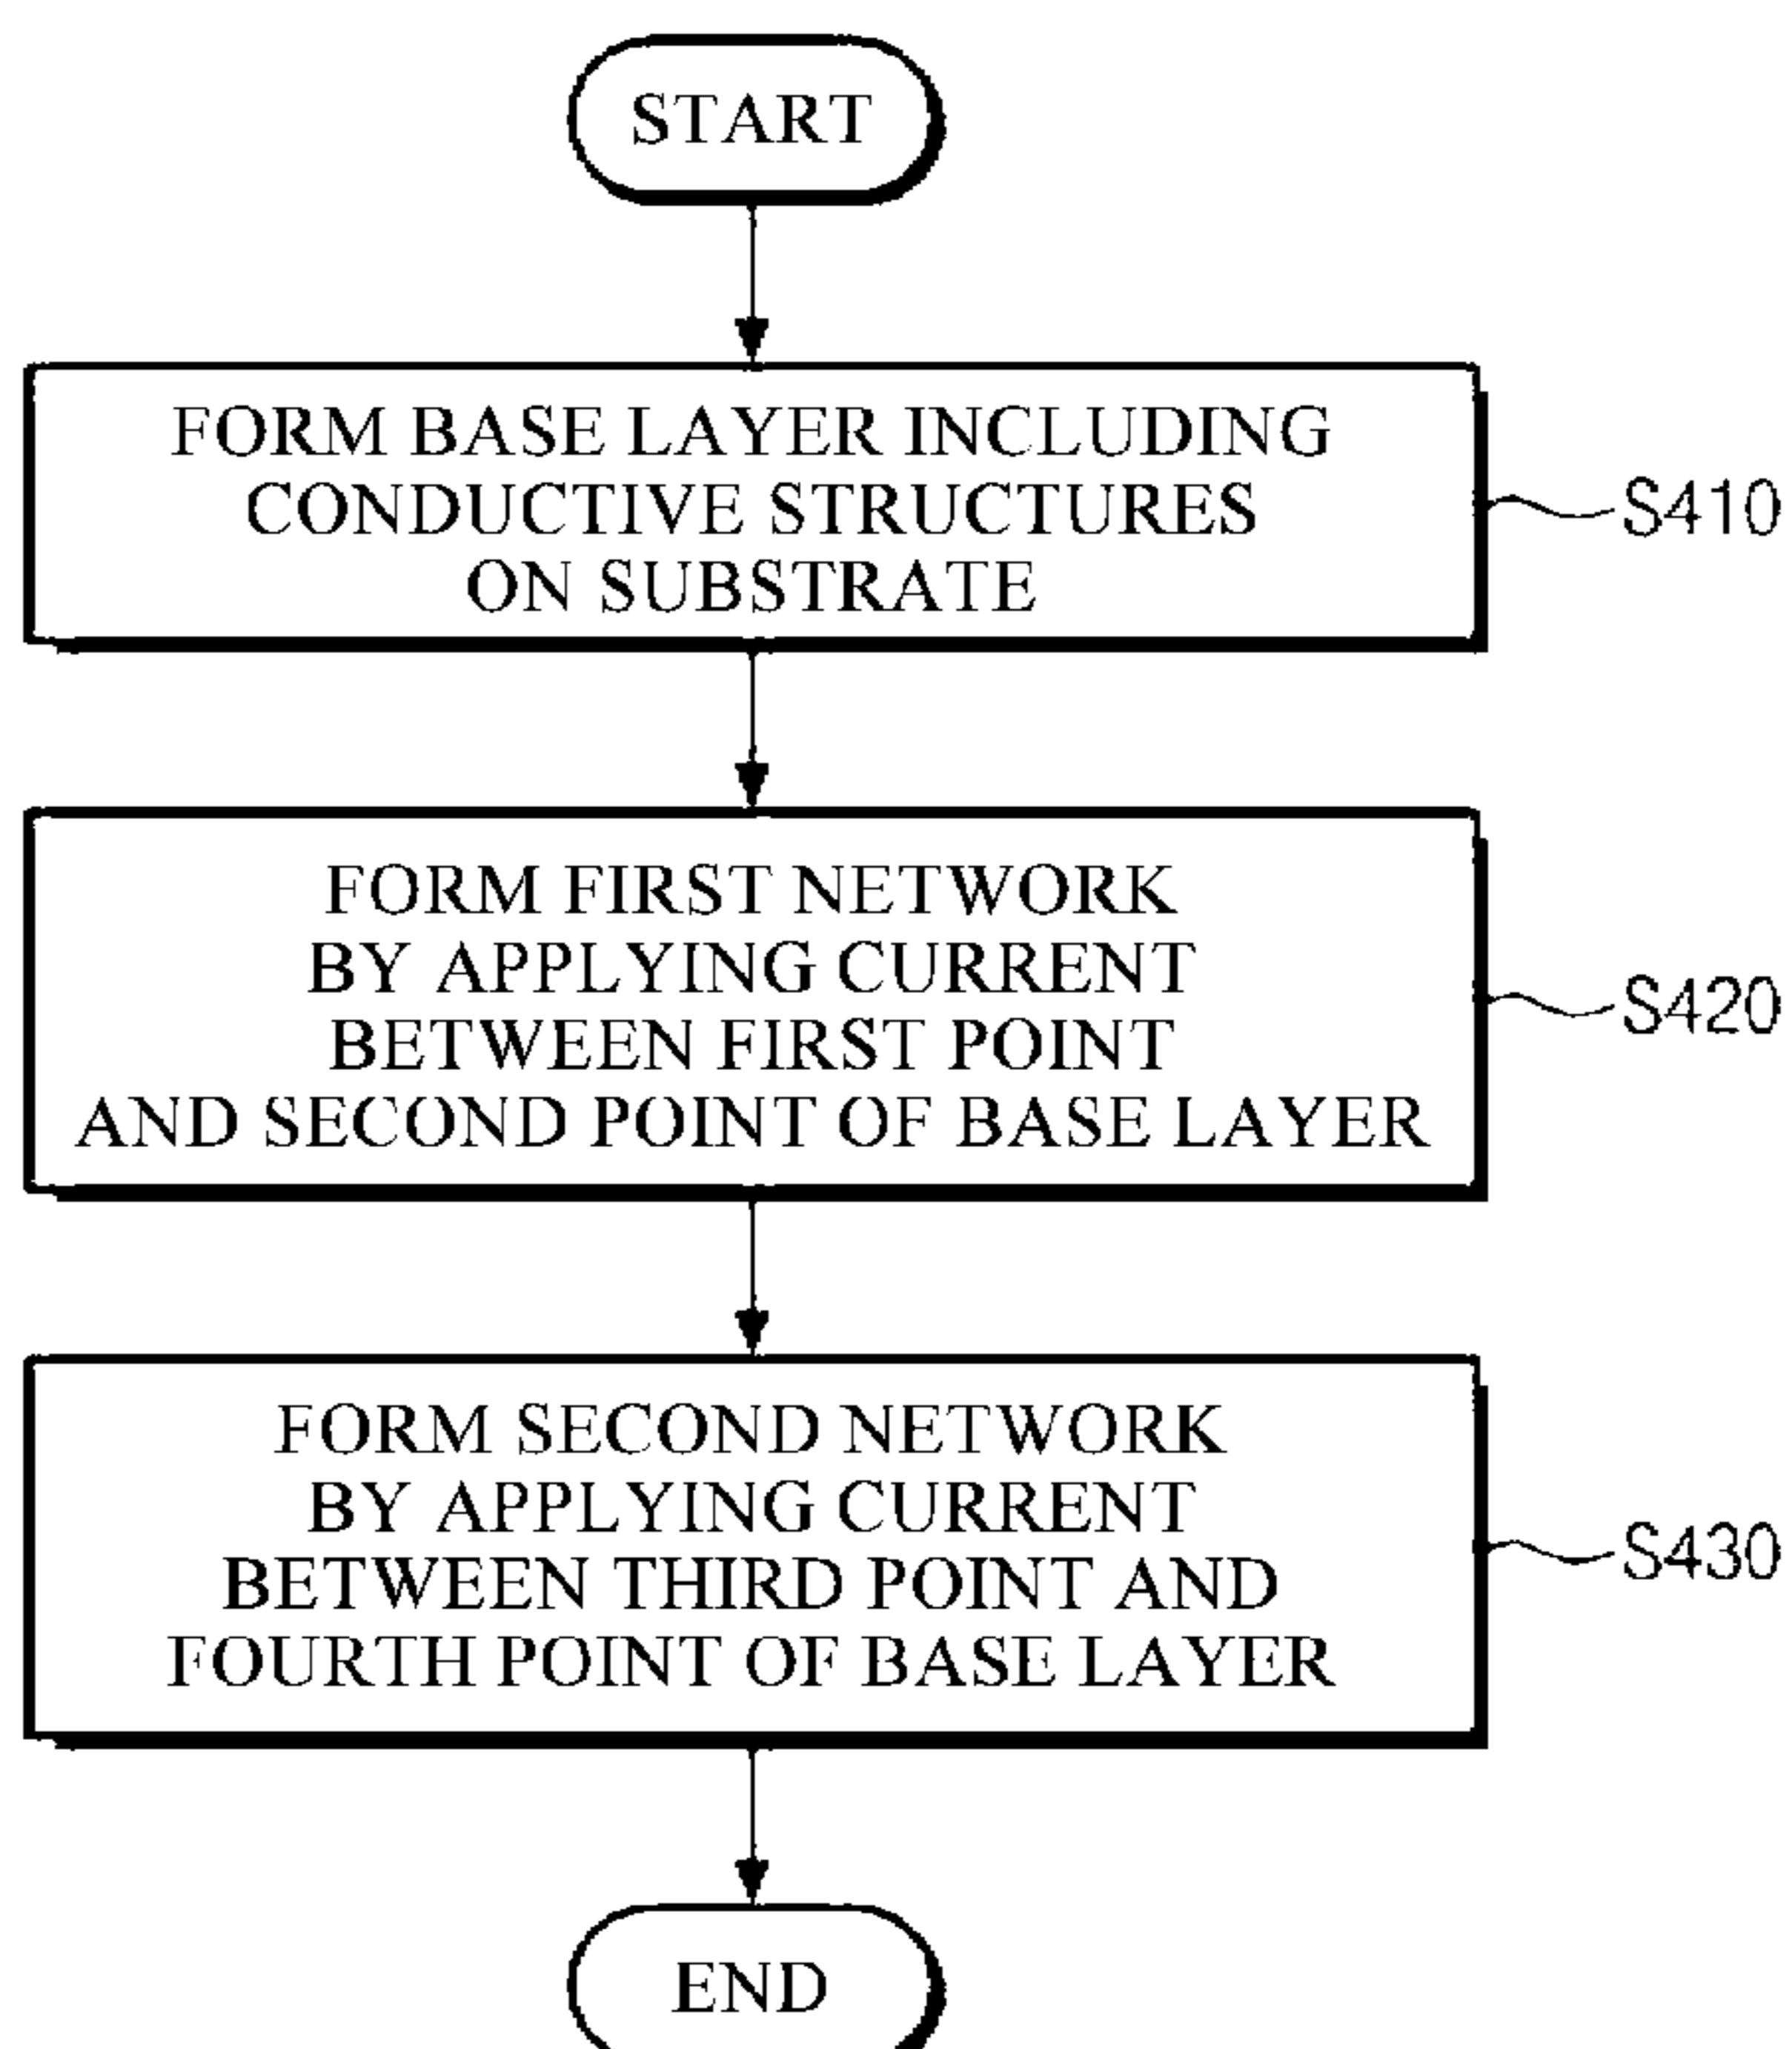 START
FORM BASE LAYER INCLUDING
CONDUCTIVE STRUCTURES
ON SUBSTRATE
S410
FORM FIRST NETWORK
BY APPLYING CURRENT
BETWEEN FIRST POINT
AND SECOND POINT OF BASE LAYER
S420
FORM SECOND NETWORK
BY APPLYING CURRENT
BETWEEN THIRD POINT AND
FOURTH POINT OF BASE LAYER
S430
END